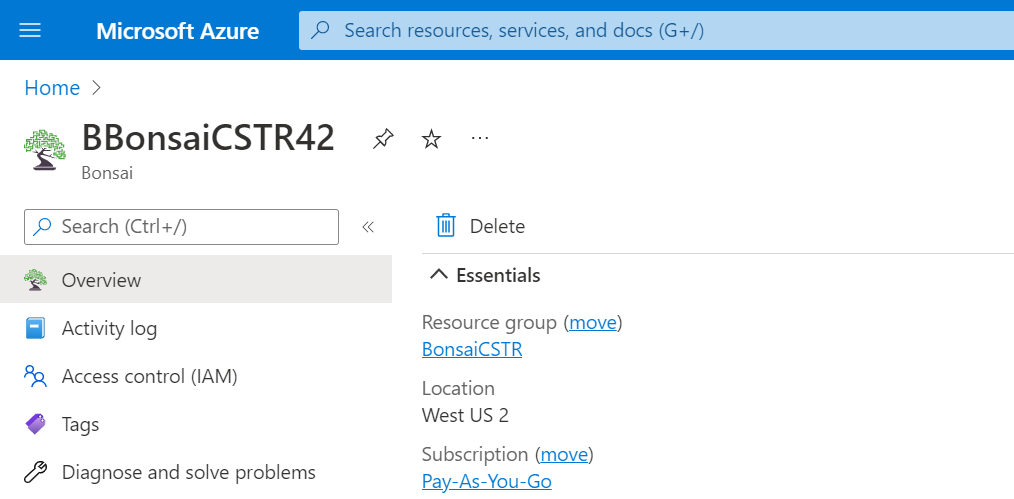 Microsoft Azure
Search resources, services, and docs (G+/)
Home
BBonsaiCSTR42
Bonsai
Search (Ctrl+/)
Delete
Overview
Activity log
Access control (IAM)
Tags
Diagnose and solve problems
Essentials
Resource group (move)
BonsaiCSTR
Location
West US 2
Subscription (move)
Pay-As-You-Go